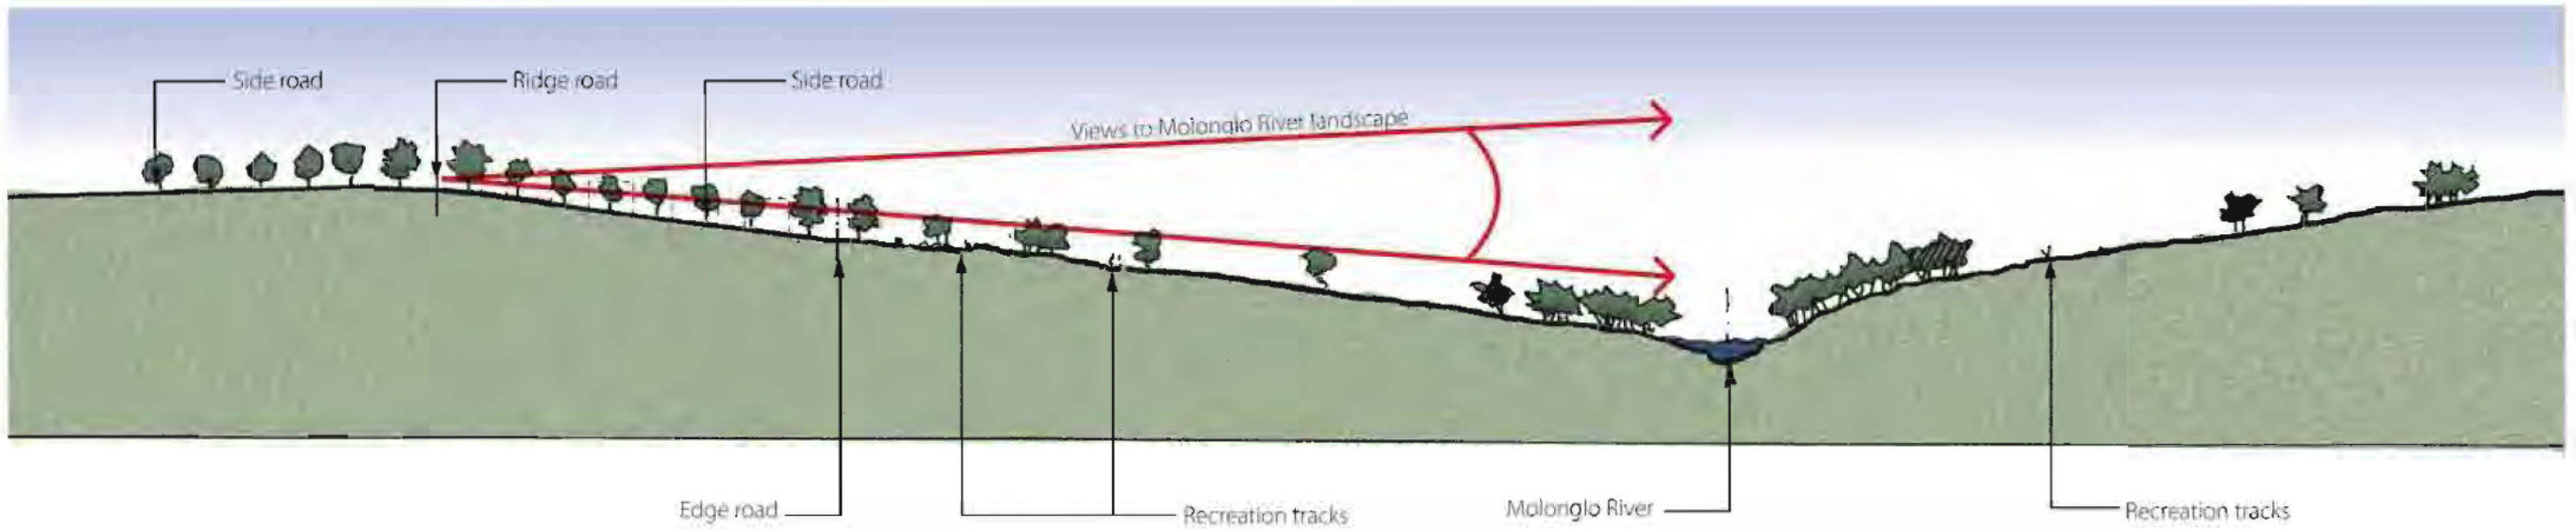 Side road
Ridge road
Side road
Views to Molonglo River landscape
Edge road
Recreation tracks
Molonglo River
Recreation tracks